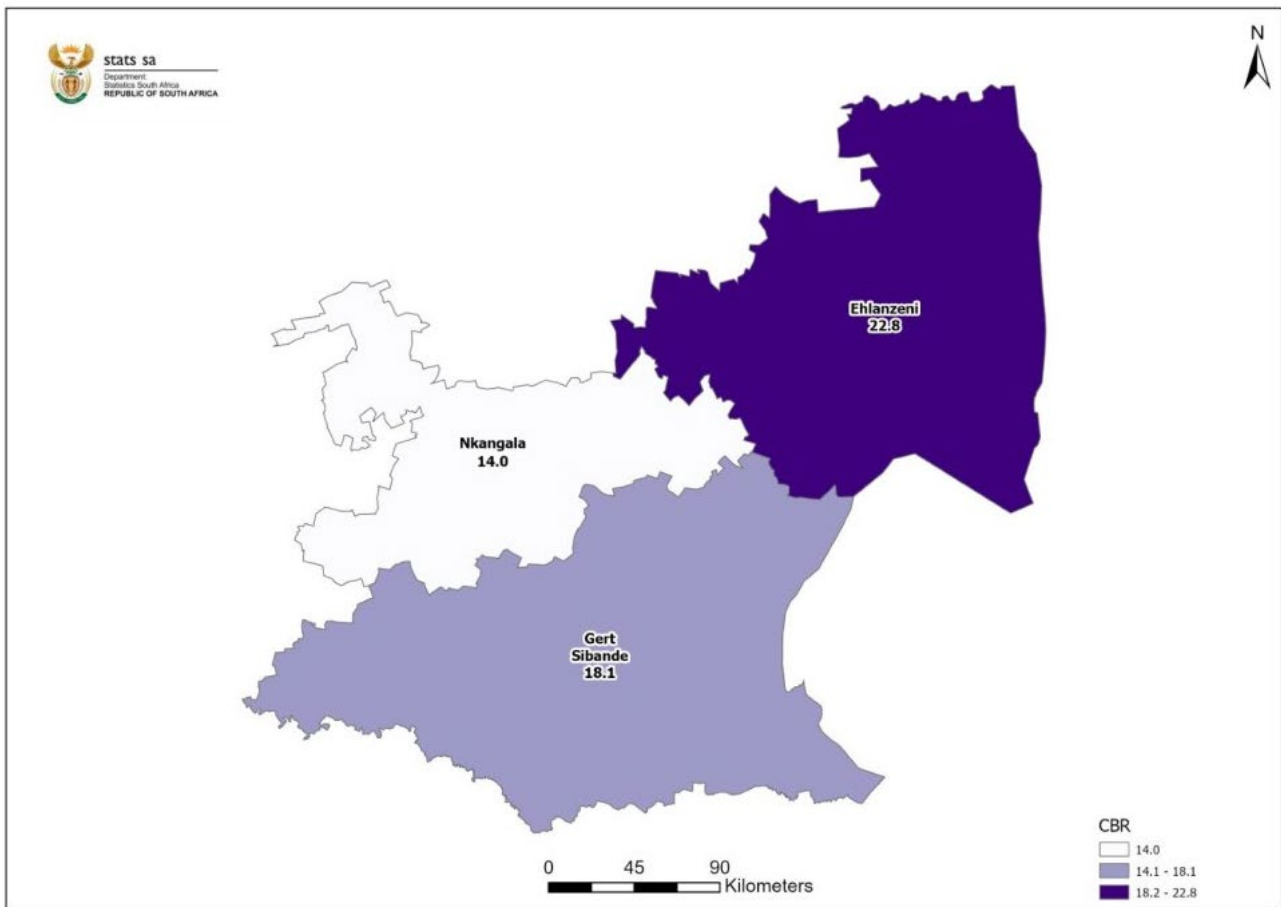 stats sa
Department:
Statistics South Africa
REPUBLIC OF SOUTH AFRICA
N
Ehlanzeni
22.8
Nkangala
14.0
Gert
Sibande
18.1
CBR
14.0
14.1 - 18.1
18.2 - 22.8
0 45 90
Kilometers